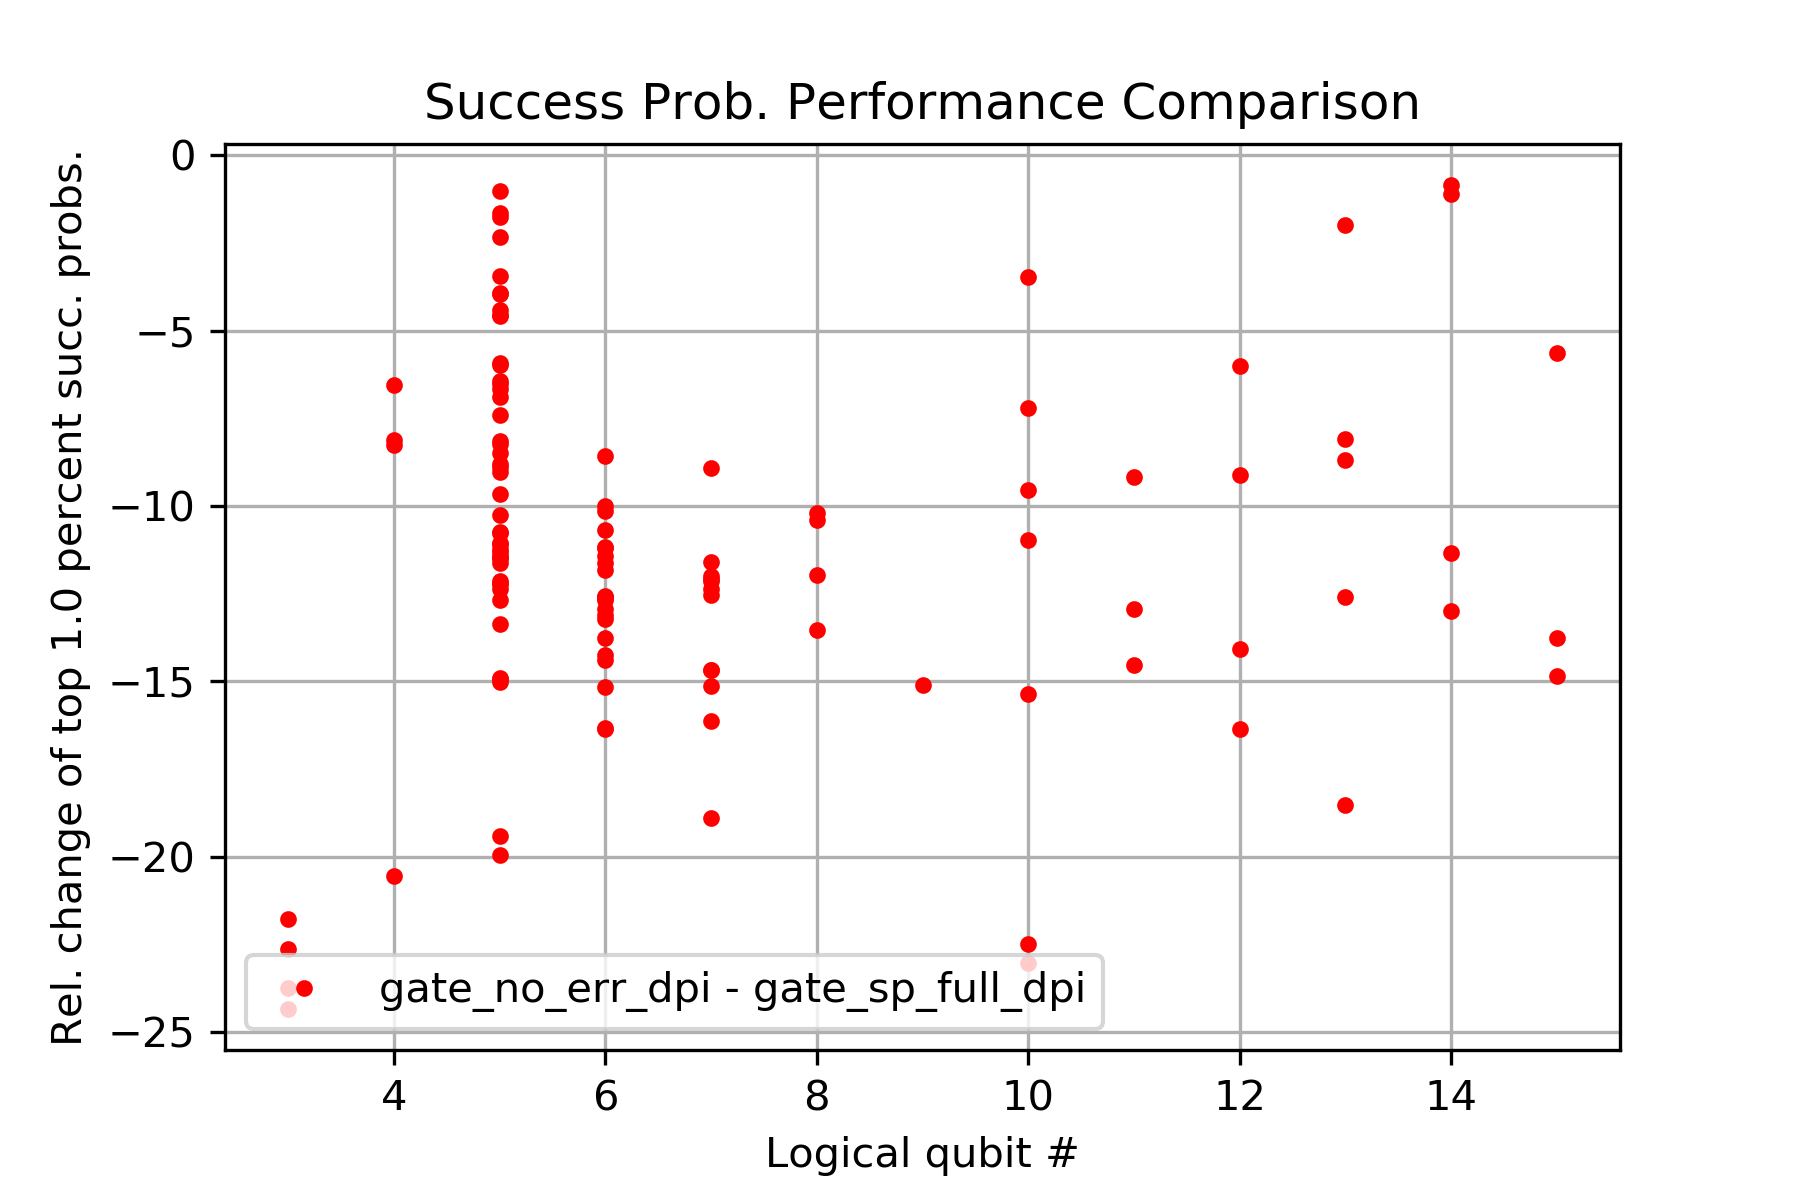 Success Prob. Performance Comparison
Rel. change of top 1.0 percent succ. probs.
0
−5
−10
−15
−20
−25
gate_no_err_dpi - gate_sp_full_dpi
4 6 8 10 12 14
Logical qubit #